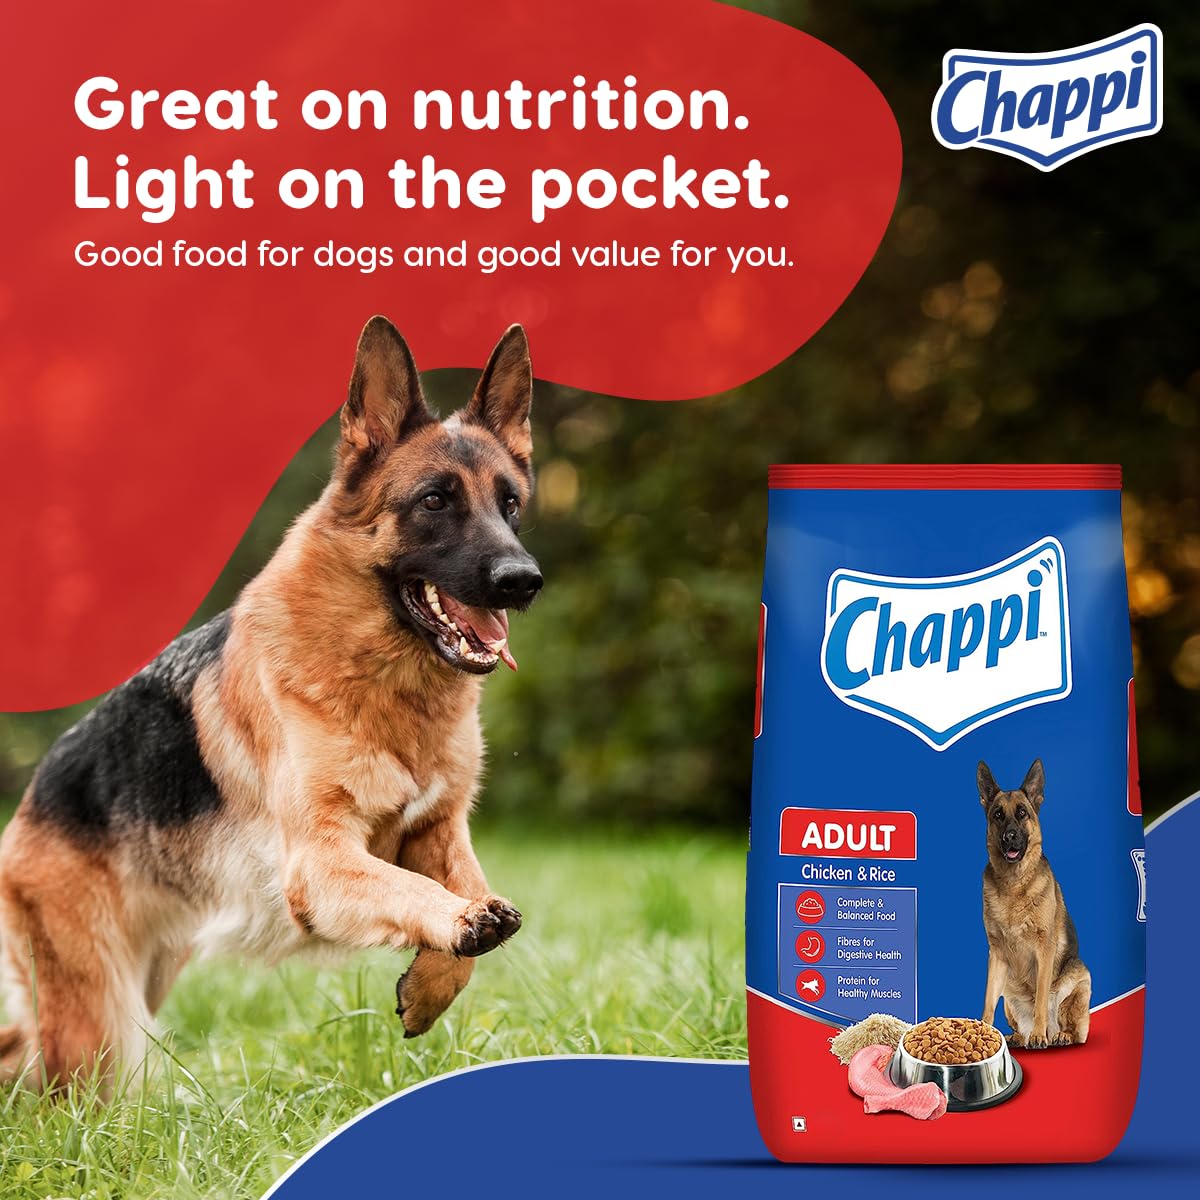 Great on nutrition.
Light on the pocket.
Good food for dogs and good value for you.
Chappi
Chappi™
ADULT
Chicken & Rice
Complete &
Balanced Food
Fibres for
Digestive Health
Protein for
Healthy Muscles